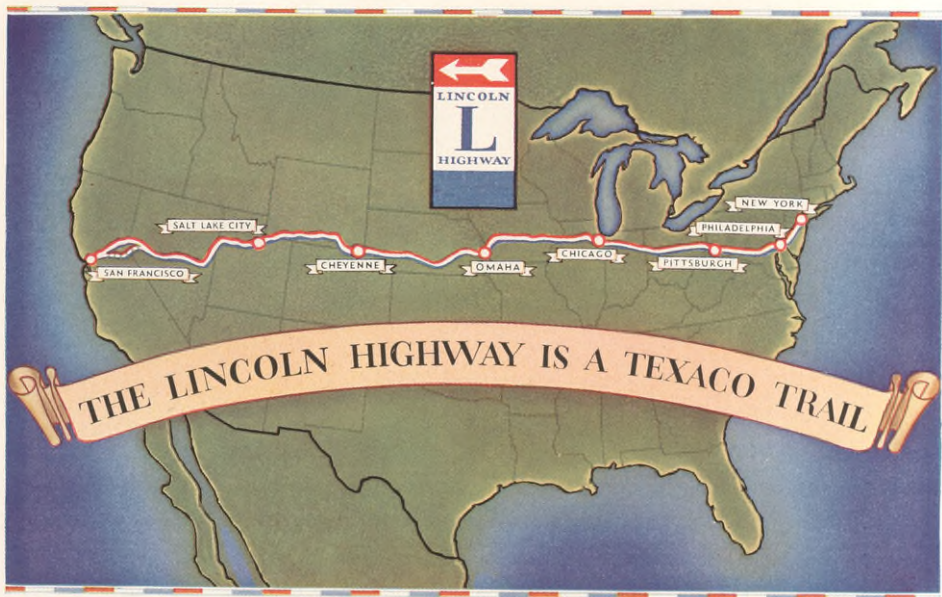 LINCOLN
L
HIGHWAY
NEW YORK
SALT LAKE CITY
PHILADELPHIA
CHICAGO
PITTSBURGH
CHEYENNE
OMAHA
SAN FRANCISCO
THE LINCOLN HIGHWAY IS A TEXACO TRAIL